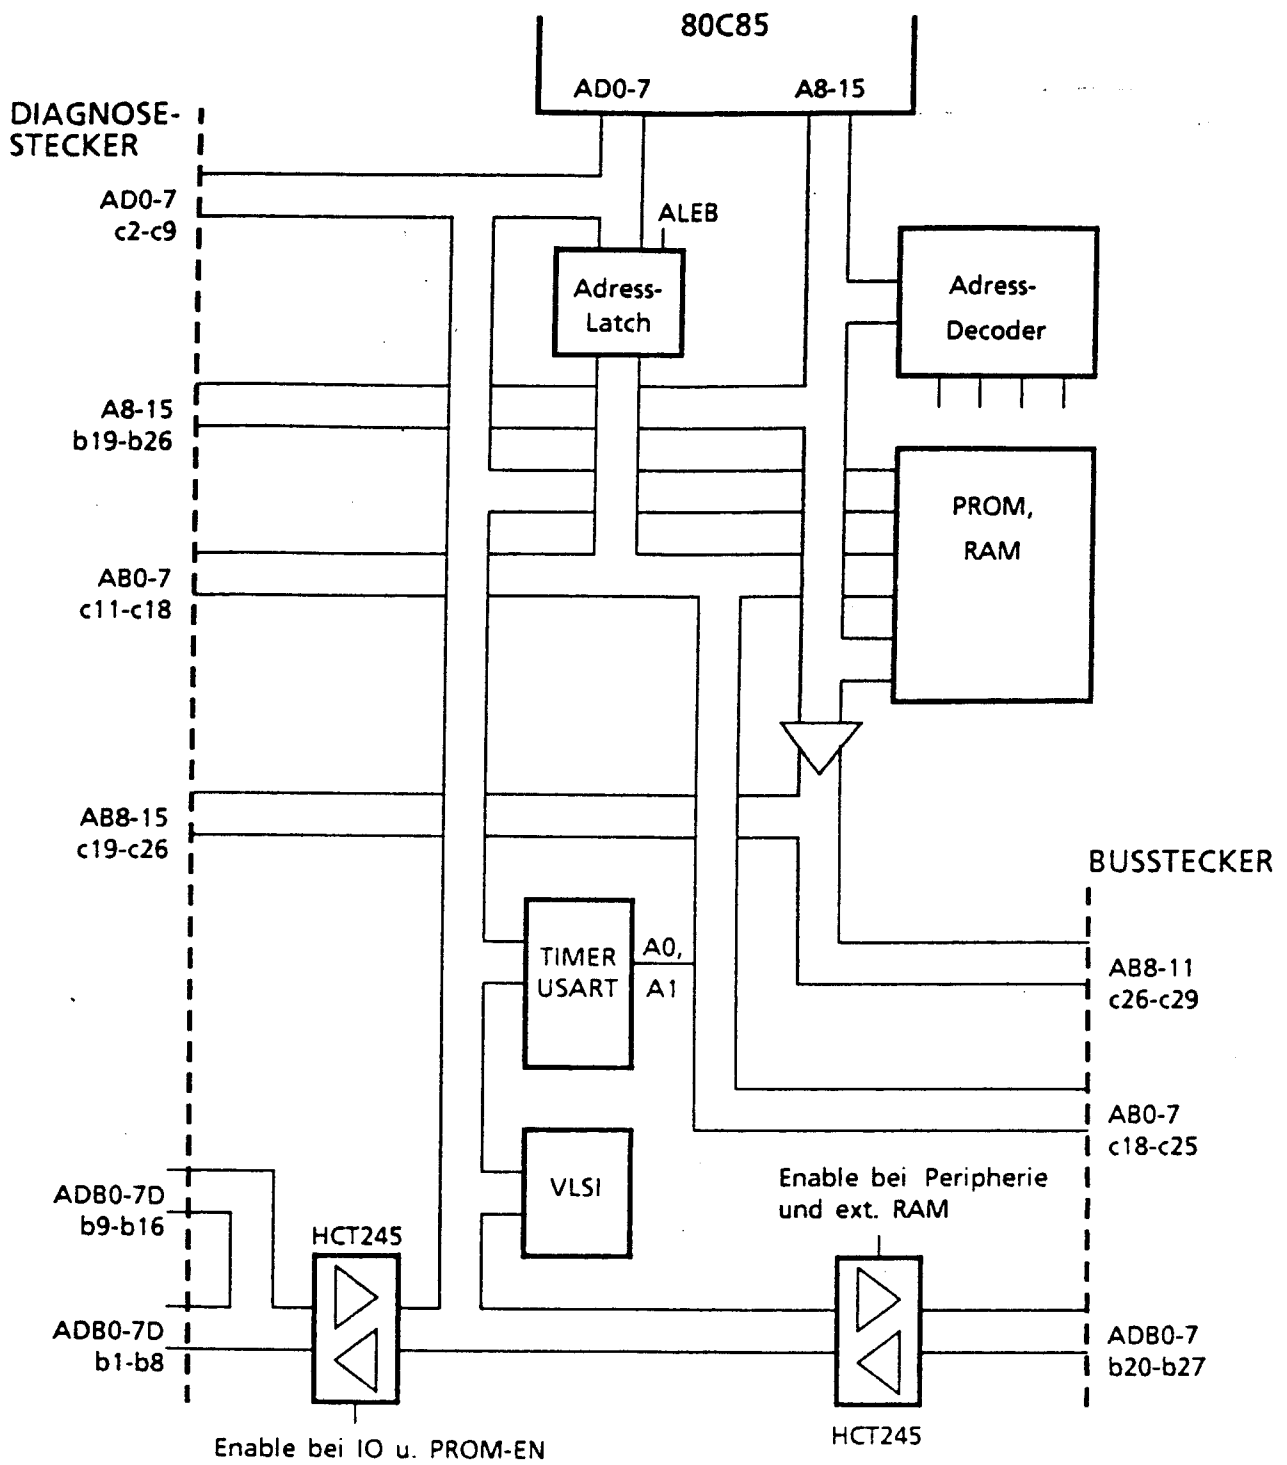 80C85
AD0-7
A8-15
DIAGNOSE-
STECKER
AD0-7
c2-c9
ALEB
Adress-
Latch
Adress-
Decoder
A8-15
b19-b26
PROM,
RAM
AB0-7
c11-c18
AB8-15
c19-c26
BUSSTECKER
TIMER
USART
A0,
A1
AB8-11
c26-c29
AB0-7
c18-c25
VLSI
Enable bei Peripherie
und ext. RAM
ADB0-7D
b9-b16
HCT245
ADB0-7D
b1-b8
ADB0-7
b20-b27
HCT245
Enable bei IO u. PROM-EN